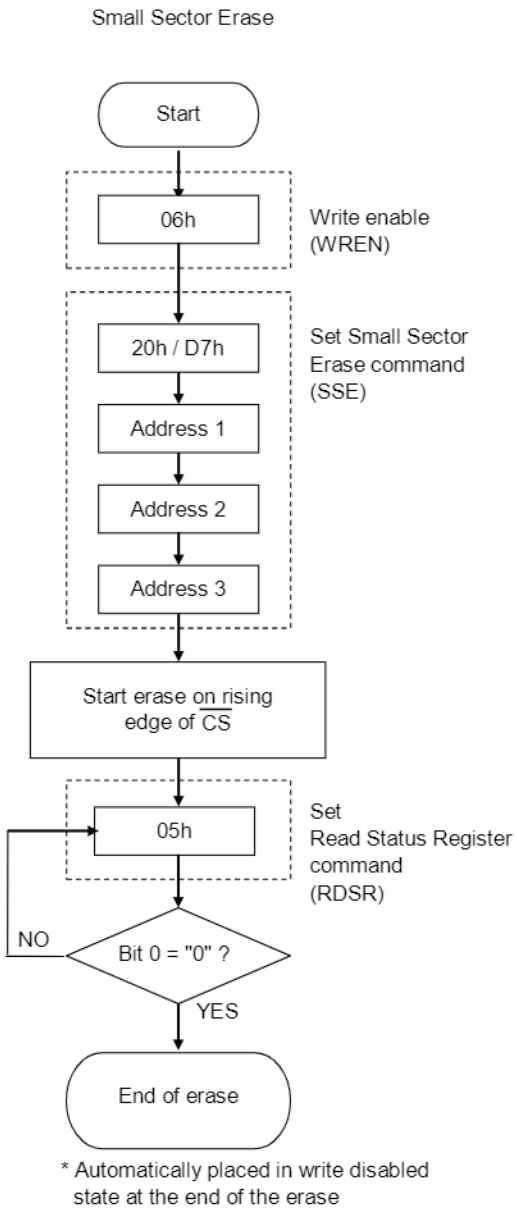 Small Sector Erase
Start
06h
Write enable
(WREN)
20h / D7h
Set Small Sector
Erase command
(SSE)
Address 1
Address 2
Address 3
Start erase on rising
edge of C̅S̅
05h
Set
Read Status Register
command
(RDSR)
NO
Bit 0 = "0" ?
YES
End of erase
* Automatically placed in write disabled
state at the end of the erase